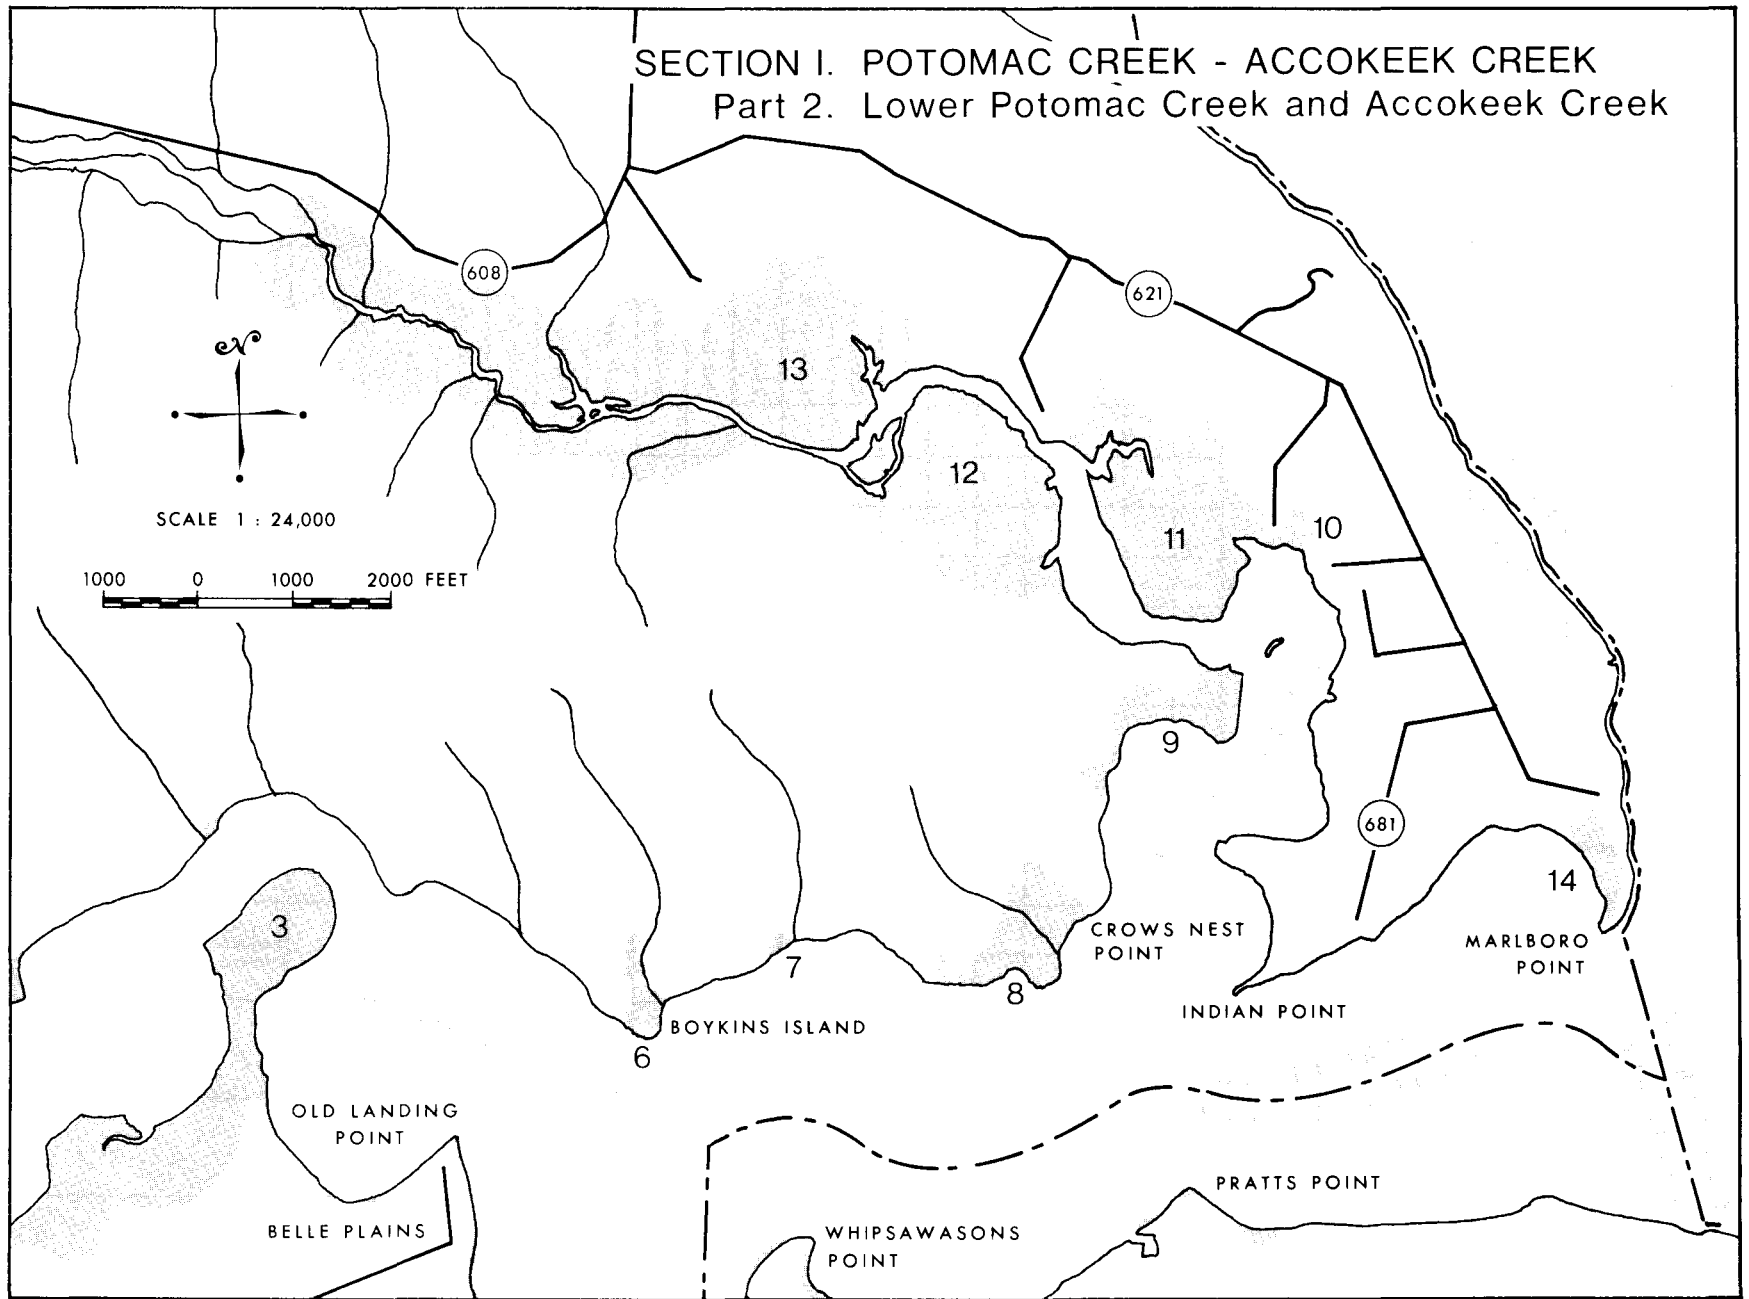 SECTION I. POTOMAC CREEK - ACCOKEEK CREEK
Part 2. Lower Potomac Creek and Accokeek Creek
608
621
N
13
12
11
10
SCALE 1 : 24,000
1000 0 1000 2000 FEET
9
681
3
14
CROWS NEST
POINT
MARLBORO
POINT
7
8
INDIAN POINT
BOYKINS ISLAND
6
OLD LANDING
POINT
PRATTS POINT
BELLE PLAINS
WHIPSAWASONS
POINT